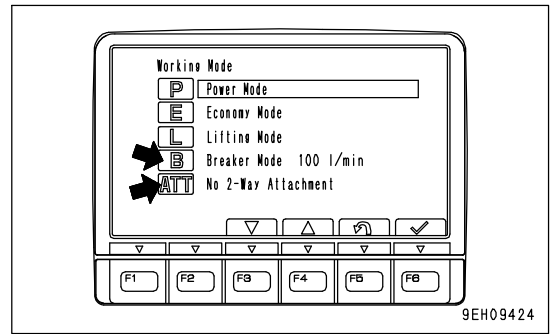 Working Mode
P Power Mode
E Economy Mode
L Lifting Mode
B Breaker Mode 100 l/min
ATT No 2-Way Attachment
F1 F2 F3 F4 F5 F6
9EH09424